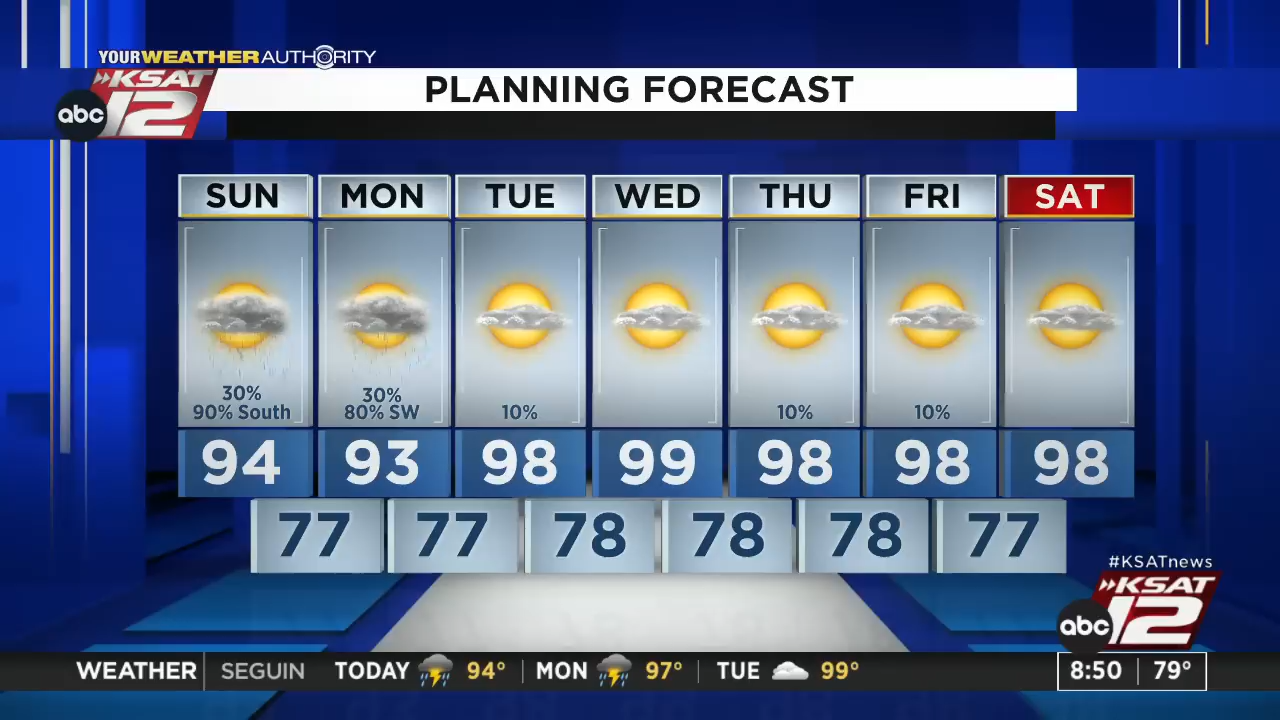 YOURWEATHERAUTHORITY
KSAT
abc 12
PLANNING FORECAST
SUN MON TUE WED THU FRI SAT
30% 30%
90% South 80% SW 10% 10% 10%
94 93 98 99 98 98 98
77 77 78 78 78 77
#KSATnews
KSAT
abc 12
WEATHER SEGUIN TODAY 94° MON 97° TUE 99° 8:50 79°